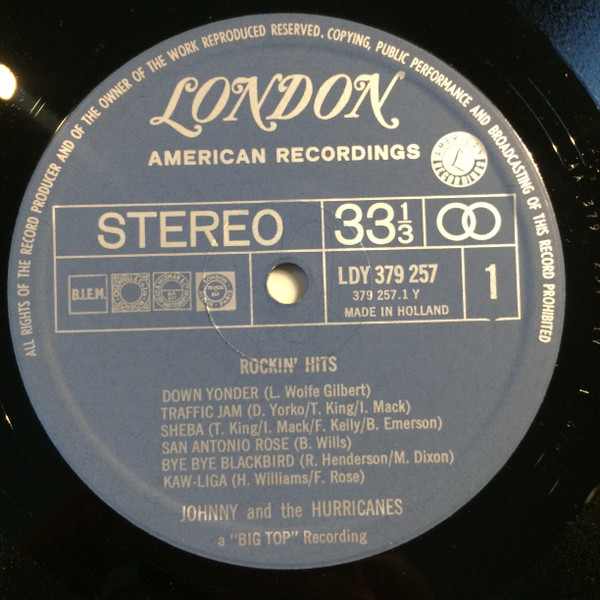 ALL RIGHTS OF THE RECORD PRODUCER AND OF THE OWNER OF THE WORK REPRODUCED RESERVED. COPYING, PUBLIC PERFORMANCE AND BROADCASTING OF THIS RECORD PROHIBITED
LONDON
AMERICAN RECORDINGS
STEREO
33 1/3
B.I.E.M.
LDY 379 257
379 257.1 Y
MADE IN HOLLAND
1
ROCKIN' HITS
DOWN YONDER (L. Wolfe Gilbert)
TRAFFIC JAM (D. Yorko/T. King/I. Mack)
SHEBA (T. King/I. Mack/F. Kelly/B. Emerson)
SAN ANTONIO ROSE (B. Wills)
BYE BYE BLACKBIRD (R. Henderson/M. Dixon)
KAW-LIGA (H. Williams/F. Rose)
JOHNNY and the HURRICANES
a "BIG TOP" Recording